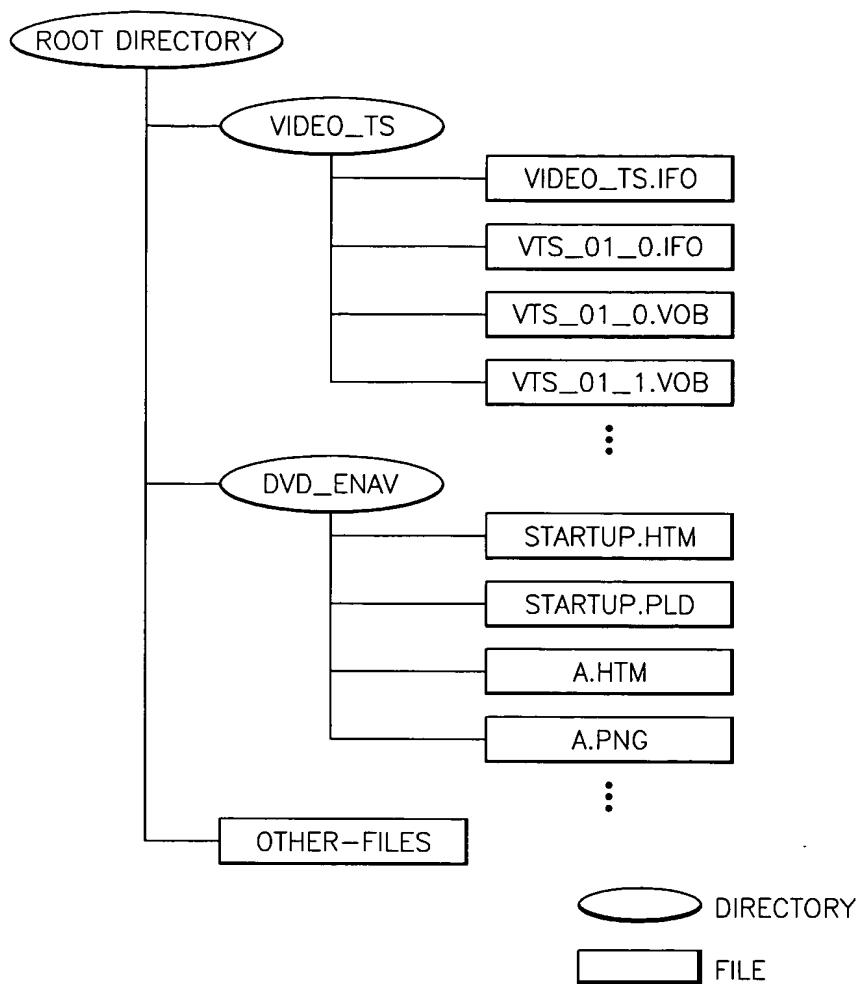 ROOT DIRECTORY
VIDEO_TS
VIDEO_TS.IFO
VTS_01_0.IFO
VTS_01_0.VOB
VTS_01_1.VOB
DVD_ENAV
STARTUP.HTM
STARTUP.PLD
A.HTM
A.PNG
OTHER-FILES
DIRECTORY
FILE